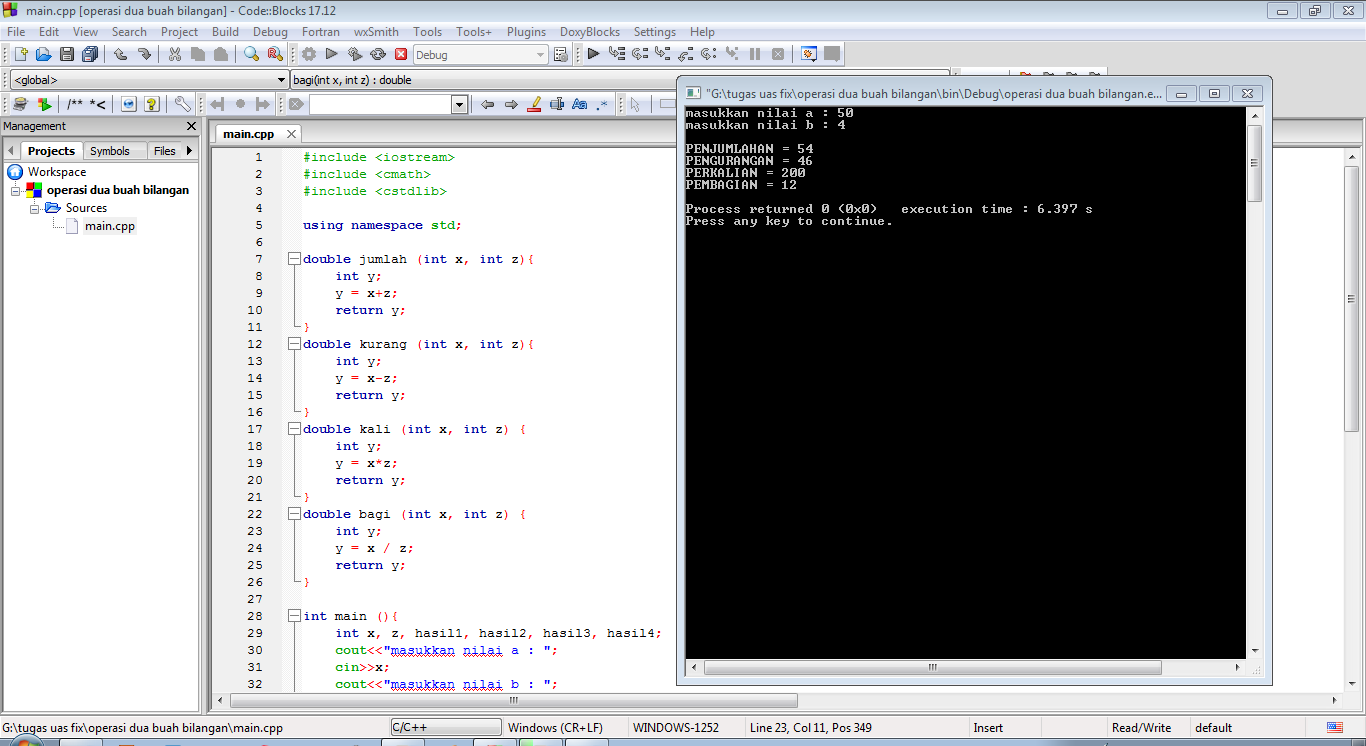 main.cpp [operasi dua buah bilangan] - Code::Blocks 17.12
File Edit View Search Project Build Debug Fortran wxSmith Tools Tools+ Plugins DoxyBlocks Settings Help
Debug
<global>
bagi(int x, int z) : double
/** *<
Management
Projects Symbols Files
Workspace
operasi dua buah bilangan
Sources
main.cpp
main.cpp
1 #include <iostream>
2 #include <cmath>
3 #include <cstdlib>
4
5 using namespace std;
6
7 double jumlah (int x, int z){
8 int y;
9 y = x+z;
10 return y;
11 }
12 double kurang (int x, int z){
13 int y;
14 y = x-z;
15 return y;
16 }
17 double kali (int x, int z) {
18 int y;
19 y = x*z;
20 return y;
21 }
22 double bagi (int x, int z) {
23 int y;
24 y = x / z;
25 return y;
26 }
27
28 int main (){
29 int x, z, hasil1, hasil2, hasil3, hasil4;
30 cout<<"masukkan nilai a : ";
31 cin>>x;
32 cout<<"masukkan nilai b : ";
"G:\tugas uas fix\operasi dua buah bilangan\bin\Debug\operasi dua buah bilangan.e...
masukkan nilai a : 50
masukkan nilai b : 4
PENJUMLAHAN = 54
PENGURANGAN = 46
PERKALIAN = 200
PEMBAGIAN = 12
Process returned 0 (0x0) execution time : 6.397 s
Press any key to continue.
G:\tugas uas fix\operasi dua buah bilangan\main.cpp
C/C++
Windows (CR+LF)
WINDOWS-1252
Line 23, Col 11, Pos 349
Insert
Read/Write
default